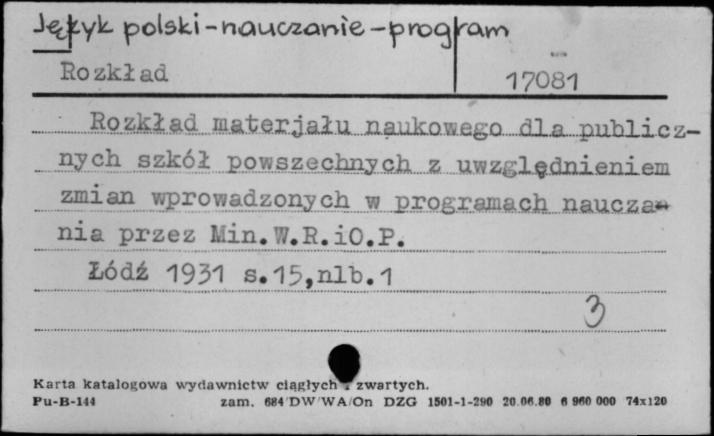 Język polski-nauczanie-program
Rozkład 17081
Rozkład materjału naukowego dla publicz-
nych szkół powszechnych z uwzględnieniem
zmian wprowadzonych w programach naucza-
nia przez Min.W.R.iO.P.
Łódź 1931 s.15,nlb.1
3
Karta katalogowa wydawnictw ciągłych i zwartych.
Pu-B-144 zam. 684/DW/WA/On DZG 1501-1-290 20.06.80 6 960 000 74x120